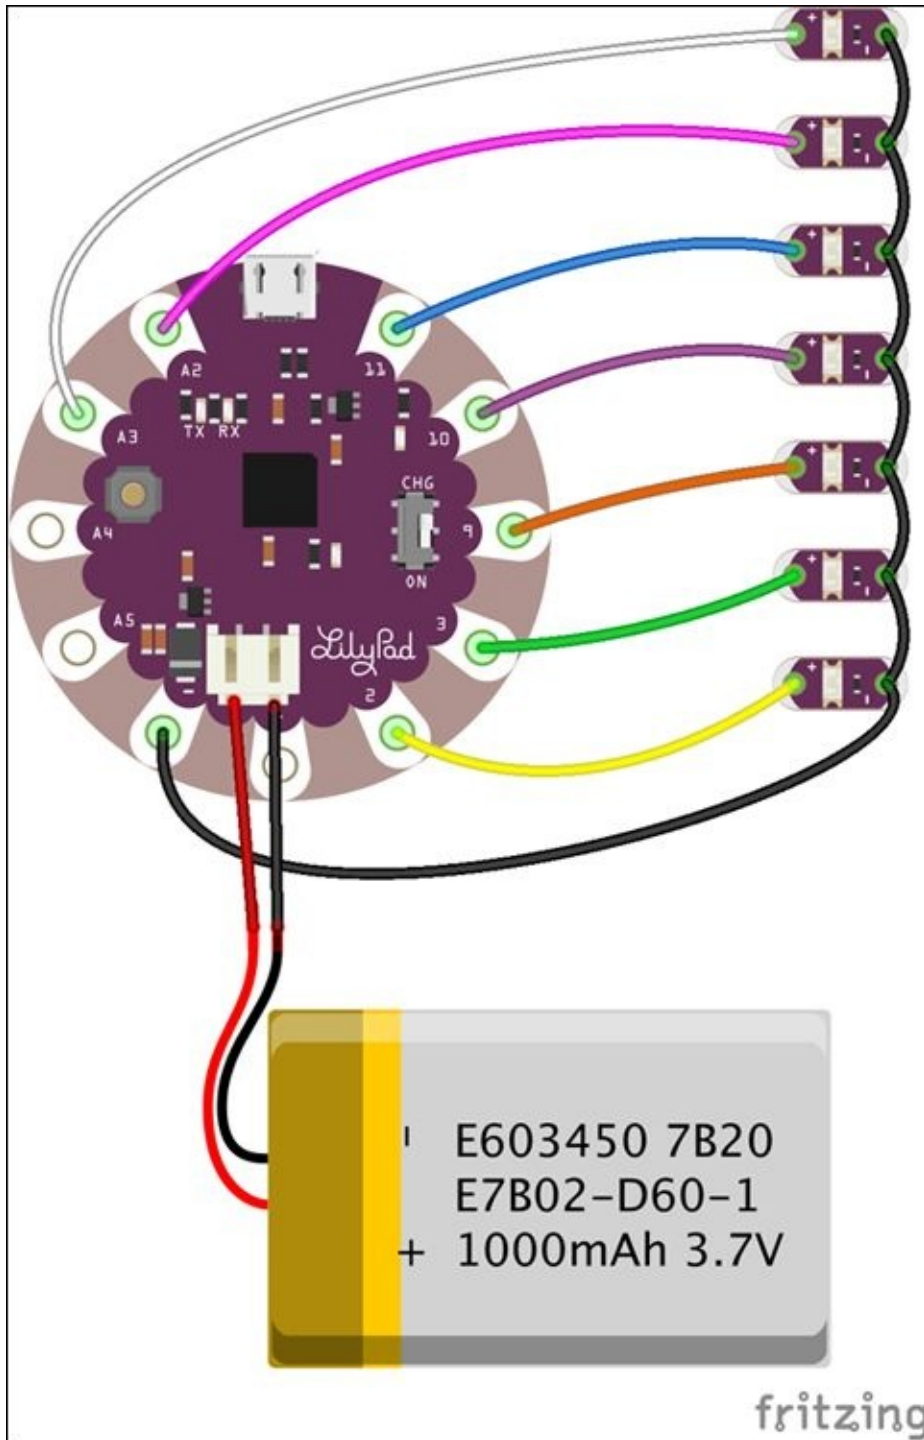 + -
+ -
+ -
+ -
+ -
+ -
+ -
A2
11
TX RX
A3
10
CHG
A4
9
ON
A5
3
LilyPad
-
2
- E603450 7B20
E7B02-D60-1
+ 1000mAh 3.7V
fritzing